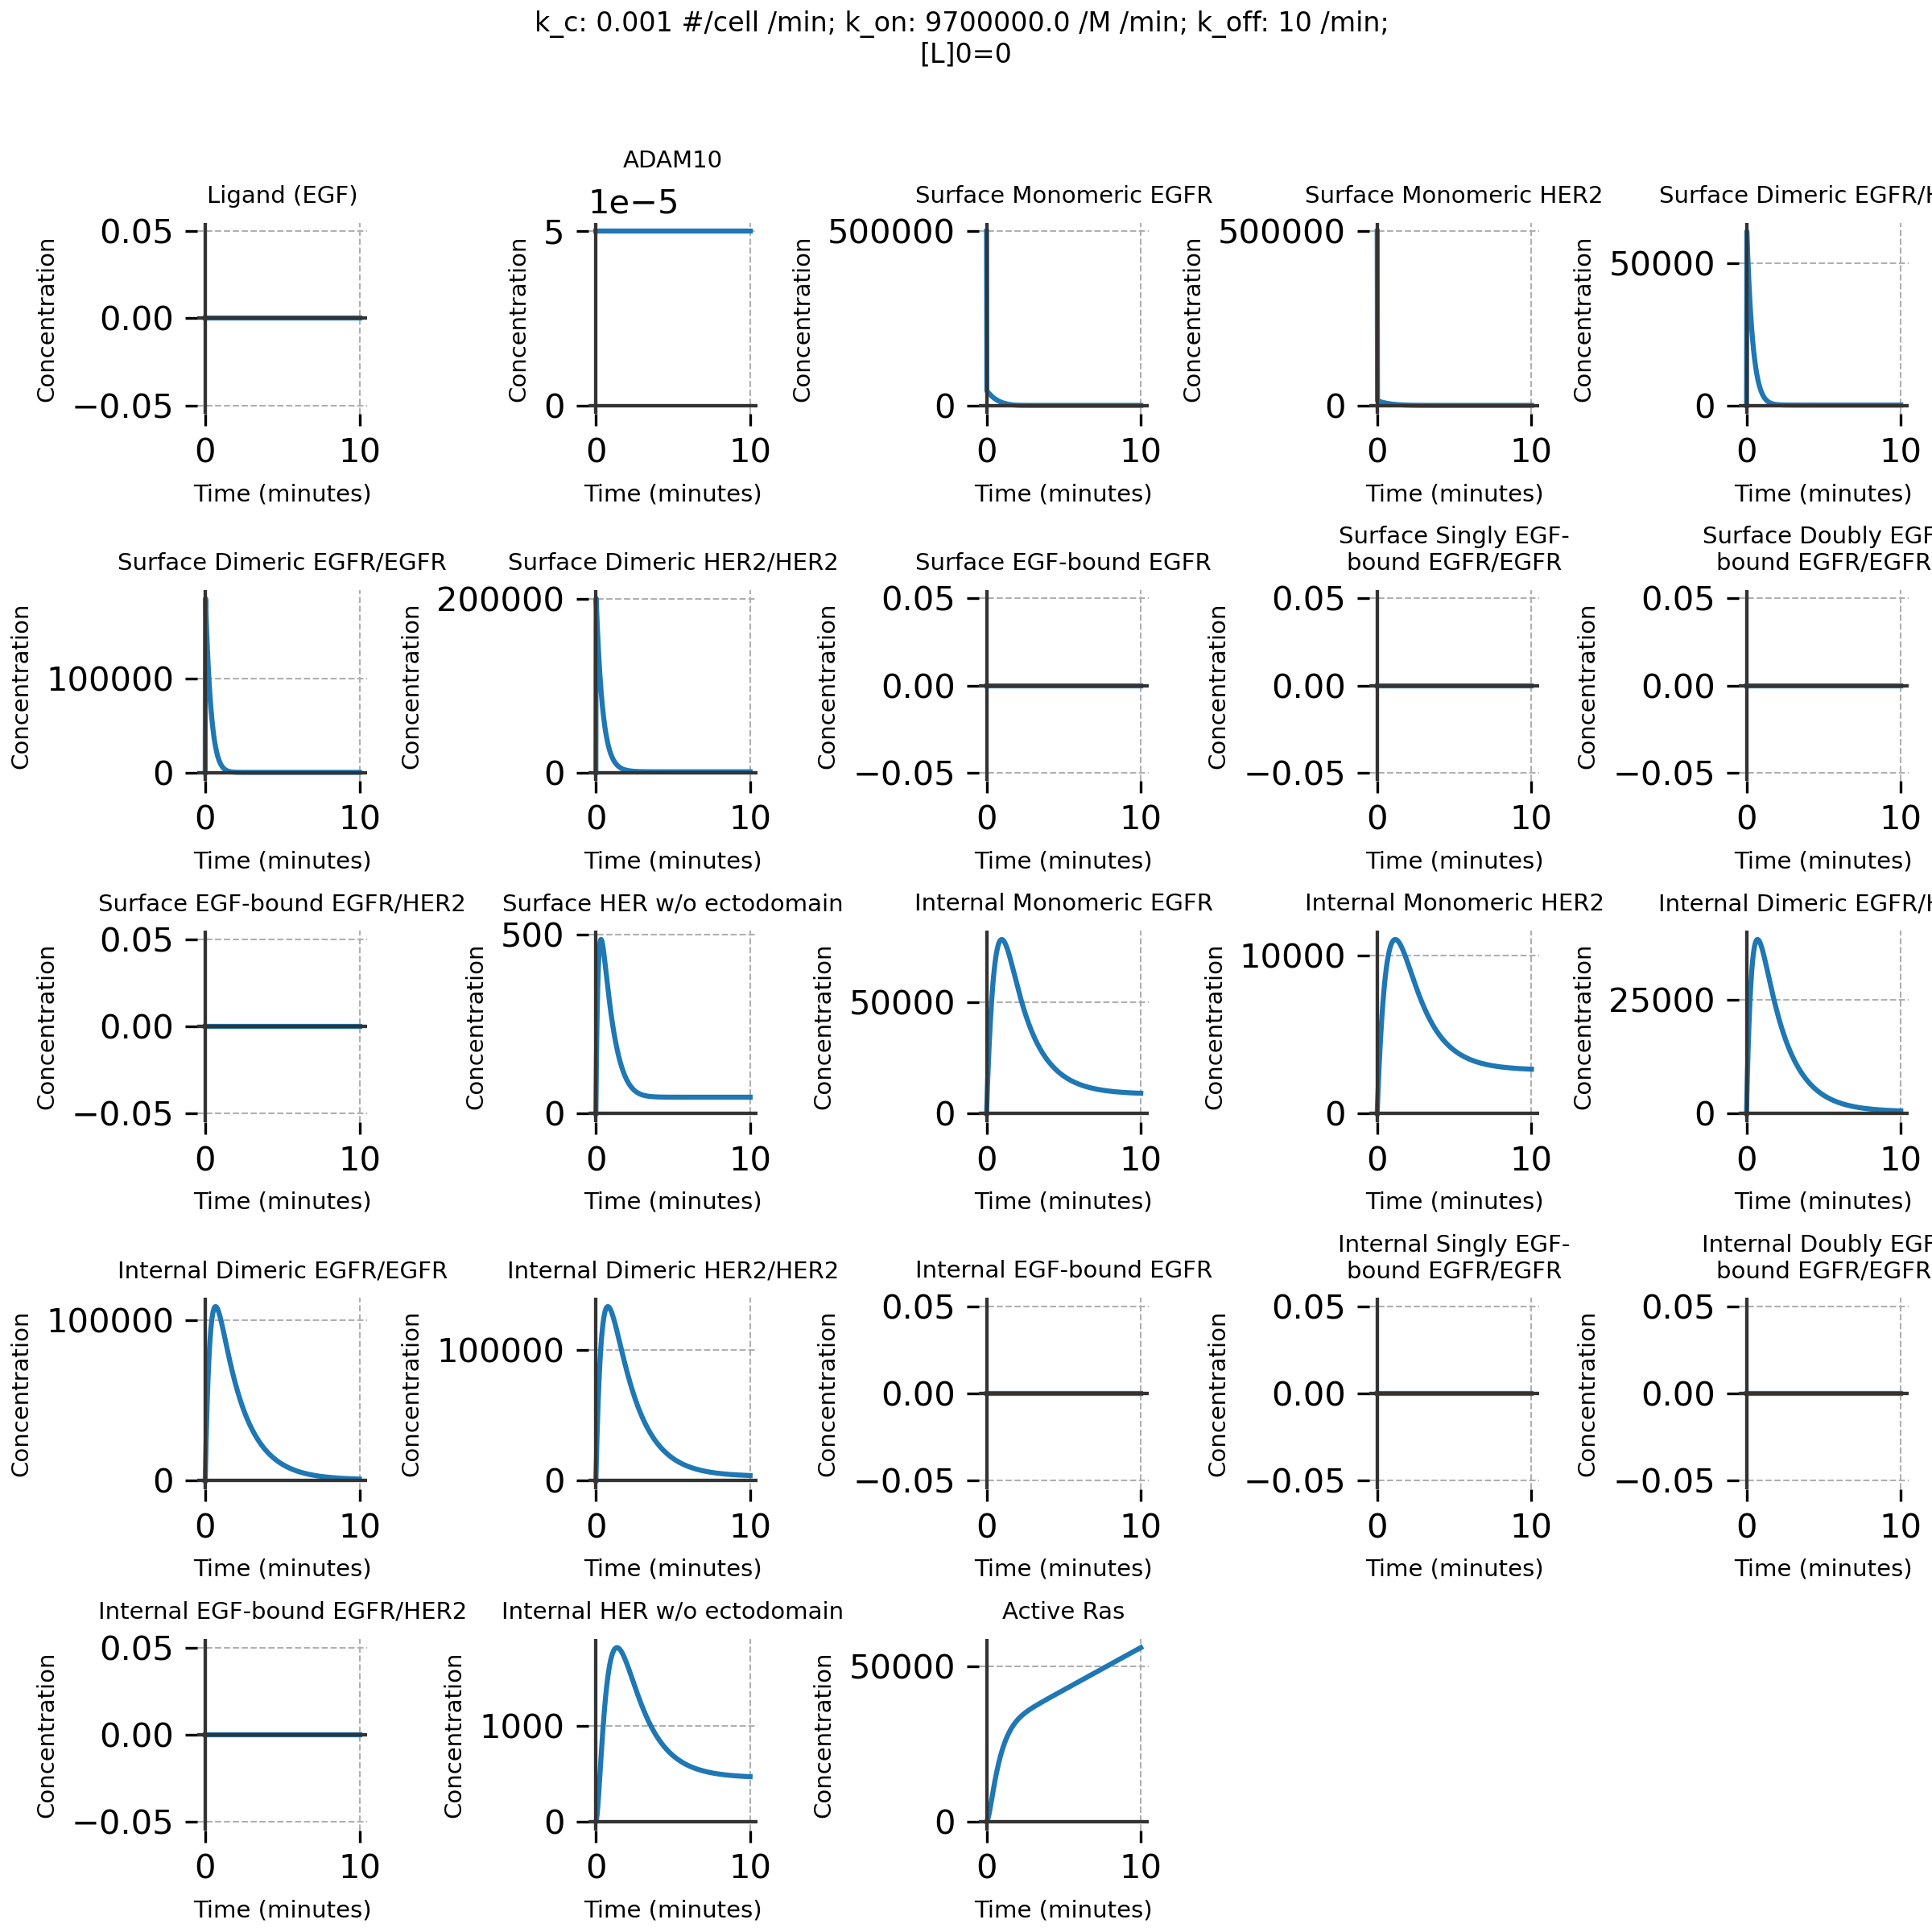 k_c: 0.001 #/cell /min; k_on: 9700000.0 /M /min; k_off: 10 /min;
[L]0=0
Ligand (EGF)
Concentration
0.05
0.00
−0.05
0
10
Time (minutes)
ADAM10
1e−5
Concentration
5
0
0
10
Time (minutes)
Surface Monomeric EGFR
Concentration
500000
0
0
10
Time (minutes)
Surface Monomeric HER2
Concentration
500000
0
0
10
Time (minutes)
Surface Dimeric EGFR/H
Concentration
50000
0
0
10
Time (minutes)
Surface Dimeric EGFR/EGFR
Concentration
100000
0
0
10
Time (minutes)
Surface Dimeric HER2/HER2
Concentration
200000
0
0
10
Time (minutes)
Surface EGF-bound EGFR
Concentration
0.05
0.00
−0.05
0
10
Time (minutes)
Surface Singly EGF-
bound EGFR/EGFR
Concentration
0.05
0.00
−0.05
0
10
Time (minutes)
Surface Doubly EGF
bound EGFR/EGFR
Concentration
0.05
0.00
−0.05
0
10
Time (minutes)
Surface EGF-bound EGFR/HER2
Concentration
0.05
0.00
−0.05
0
10
Time (minutes)
Surface HER w/o ectodomain
Concentration
500
0
0
10
Time (minutes)
Internal Monomeric EGFR
Concentration
50000
0
0
10
Time (minutes)
Internal Monomeric HER2
Concentration
10000
0
0
10
Time (minutes)
Internal Dimeric EGFR/H
Concentration
25000
0
0
10
Time (minutes)
Internal Dimeric EGFR/EGFR
Concentration
100000
0
0
10
Time (minutes)
Internal Dimeric HER2/HER2
Concentration
100000
0
0
10
Time (minutes)
Internal EGF-bound EGFR
Concentration
0.05
0.00
−0.05
0
10
Time (minutes)
Internal Singly EGF-
bound EGFR/EGFR
Concentration
0.05
0.00
−0.05
0
10
Time (minutes)
Internal Doubly EGF
bound EGFR/EGFR
Concentration
0.05
0.00
−0.05
0
10
Time (minutes)
Internal EGF-bound EGFR/HER2
Concentration
0.05
0.00
−0.05
0
10
Time (minutes)
Internal HER w/o ectodomain
Concentration
1000
0
0
10
Time (minutes)
Active Ras
Concentration
50000
0
0
10
Time (minutes)